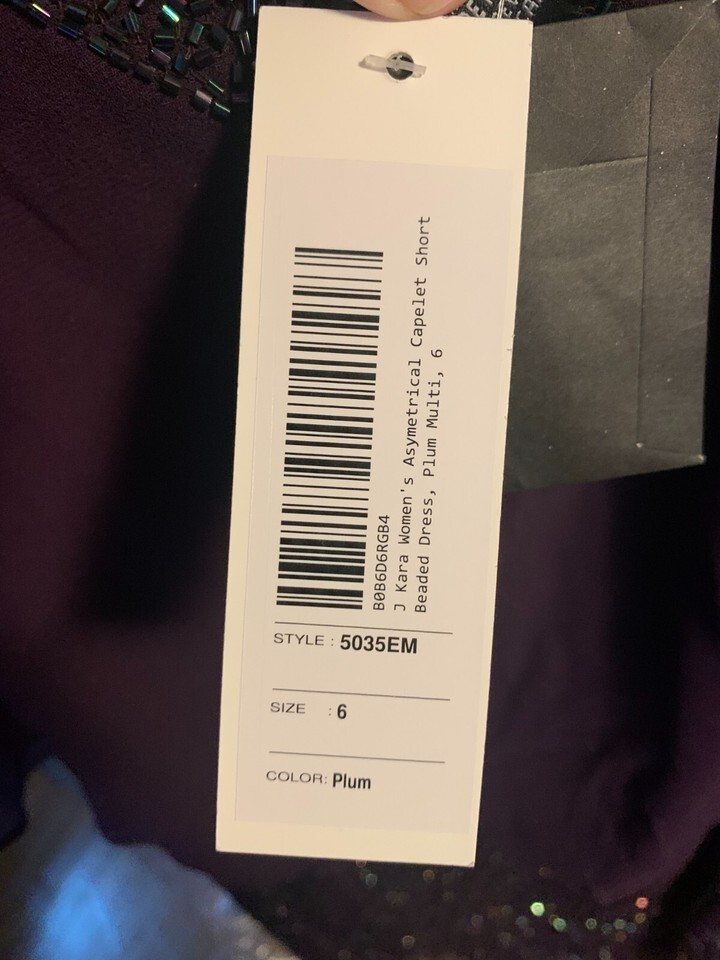 B0B6D6RGB4
J Kara Women's Asymetrical Capelet Short
Beaded Dress, Plum Multi, 6
STYLE : 5035EM
SIZE : 6
COLOR: Plum